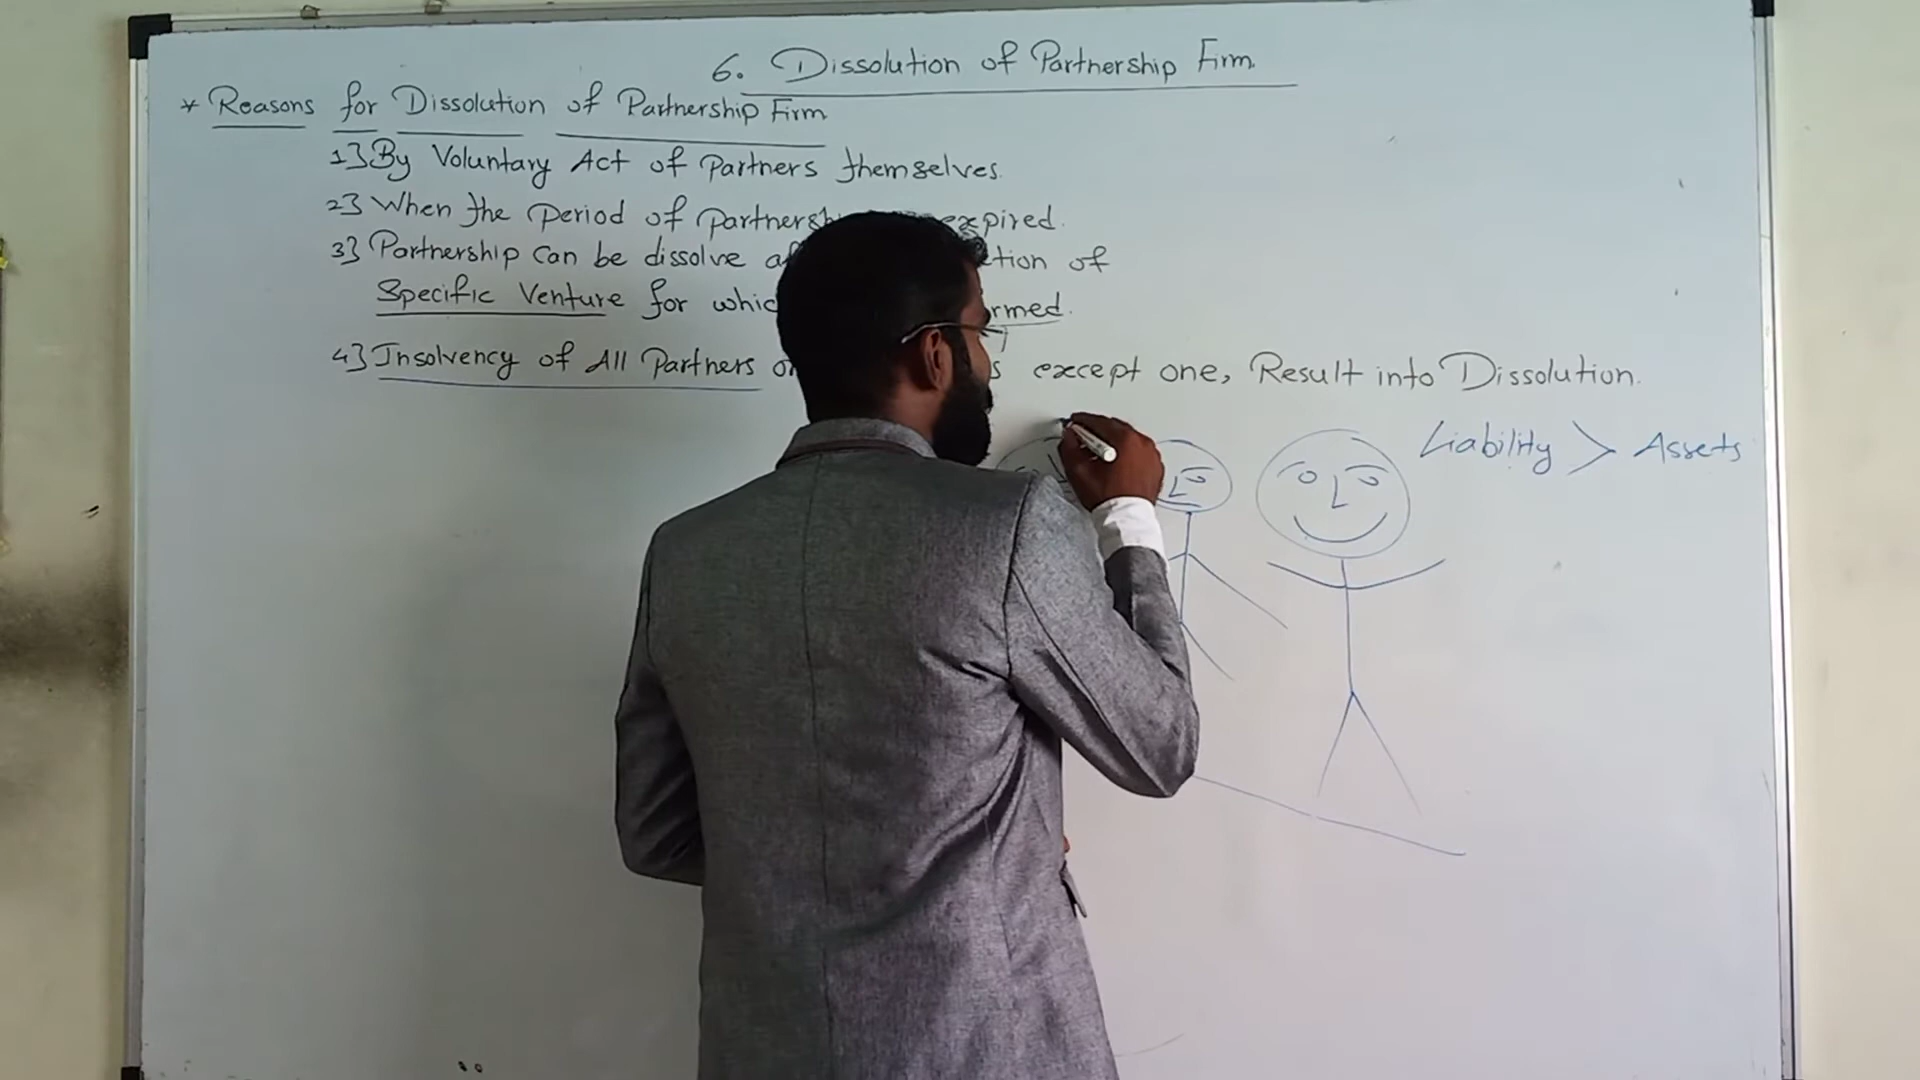 6. Dissolution of Partnership Firm
* Reasons for Dissolution of Partnership Firm
1] By Voluntary Act of Partners themselves.
2] When the Period of Partnersh expired.
3] Partnership can be dissolve of
Specific Venture for
4] Insolvency of All Partners except one, Result into Dissolution.
Liability > Assets